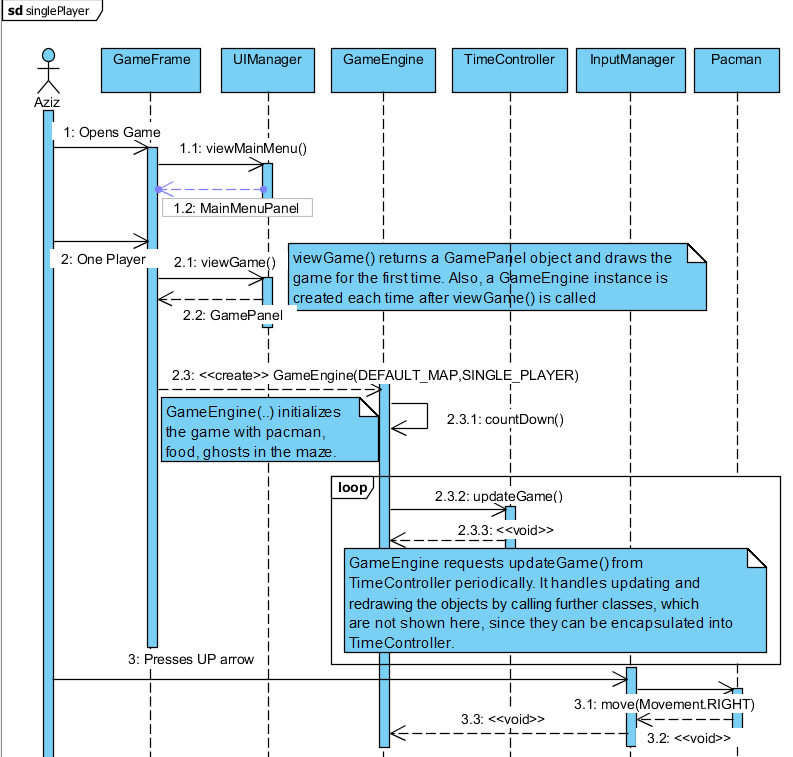 sd singlePlayer
Aziz
GameFrame
UIManager
GameEngine
TimeController
InputManager
Pacman
1: Opens Game
1.1: viewMainMenu()
1.2: MainMenuPanel
2: One Player
2.1: viewGame()
2.2: GamePanel
viewGame() returns a GamePanel object and draws the
game for the first time. Also, a GameEngine instance is
created each time after viewGame() is called
2.3: <<create>> GameEngine(DEFAULT_MAP,SINGLE_PLAYER)
GameEngine(..) initializes
the game with pacman,
food, ghosts in the maze.
2.3.1: countDown()
loop
2.3.2: updateGame()
2.3.3: <<void>>
GameEngine requests updateGame() from
TimeController periodically. It handles updating and
redrawing the objects by calling further classes, which
are not shown here, since they can be encapsulated into
TimeController.
3: Presses UP arrow
3.1: move(Movement.RIGHT)
3.3: <<void>>
3.2: <<void>>